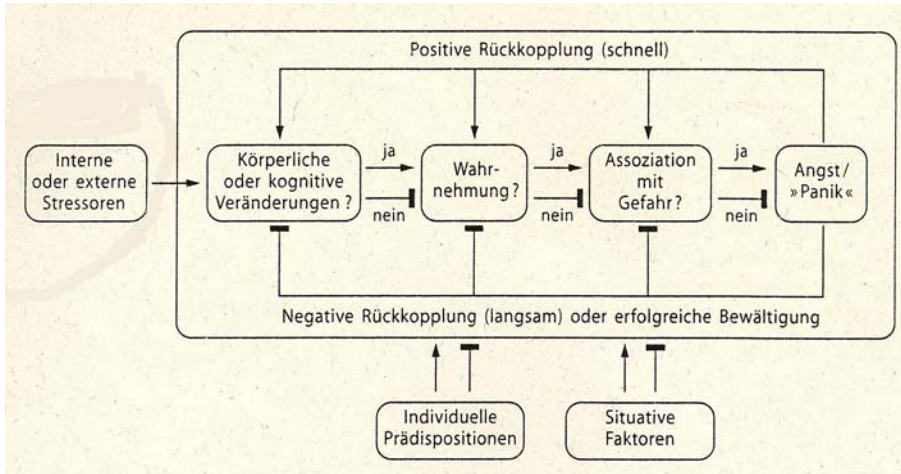 Positive Rückkopplung (schnell)
Interne
oder externe
Stressoren
Körperliche
oder kognitive
Veränderungen ?
ja
nein
Wahr-
nehmung ?
ja
nein
Assoziation
mit
Gefahr ?
ja
nein
Angst/
»Panik«
Negative Rückkopplung (langsam) oder erfolgreiche Bewältigung
Individuelle
Prädispositionen
Situative
Faktoren